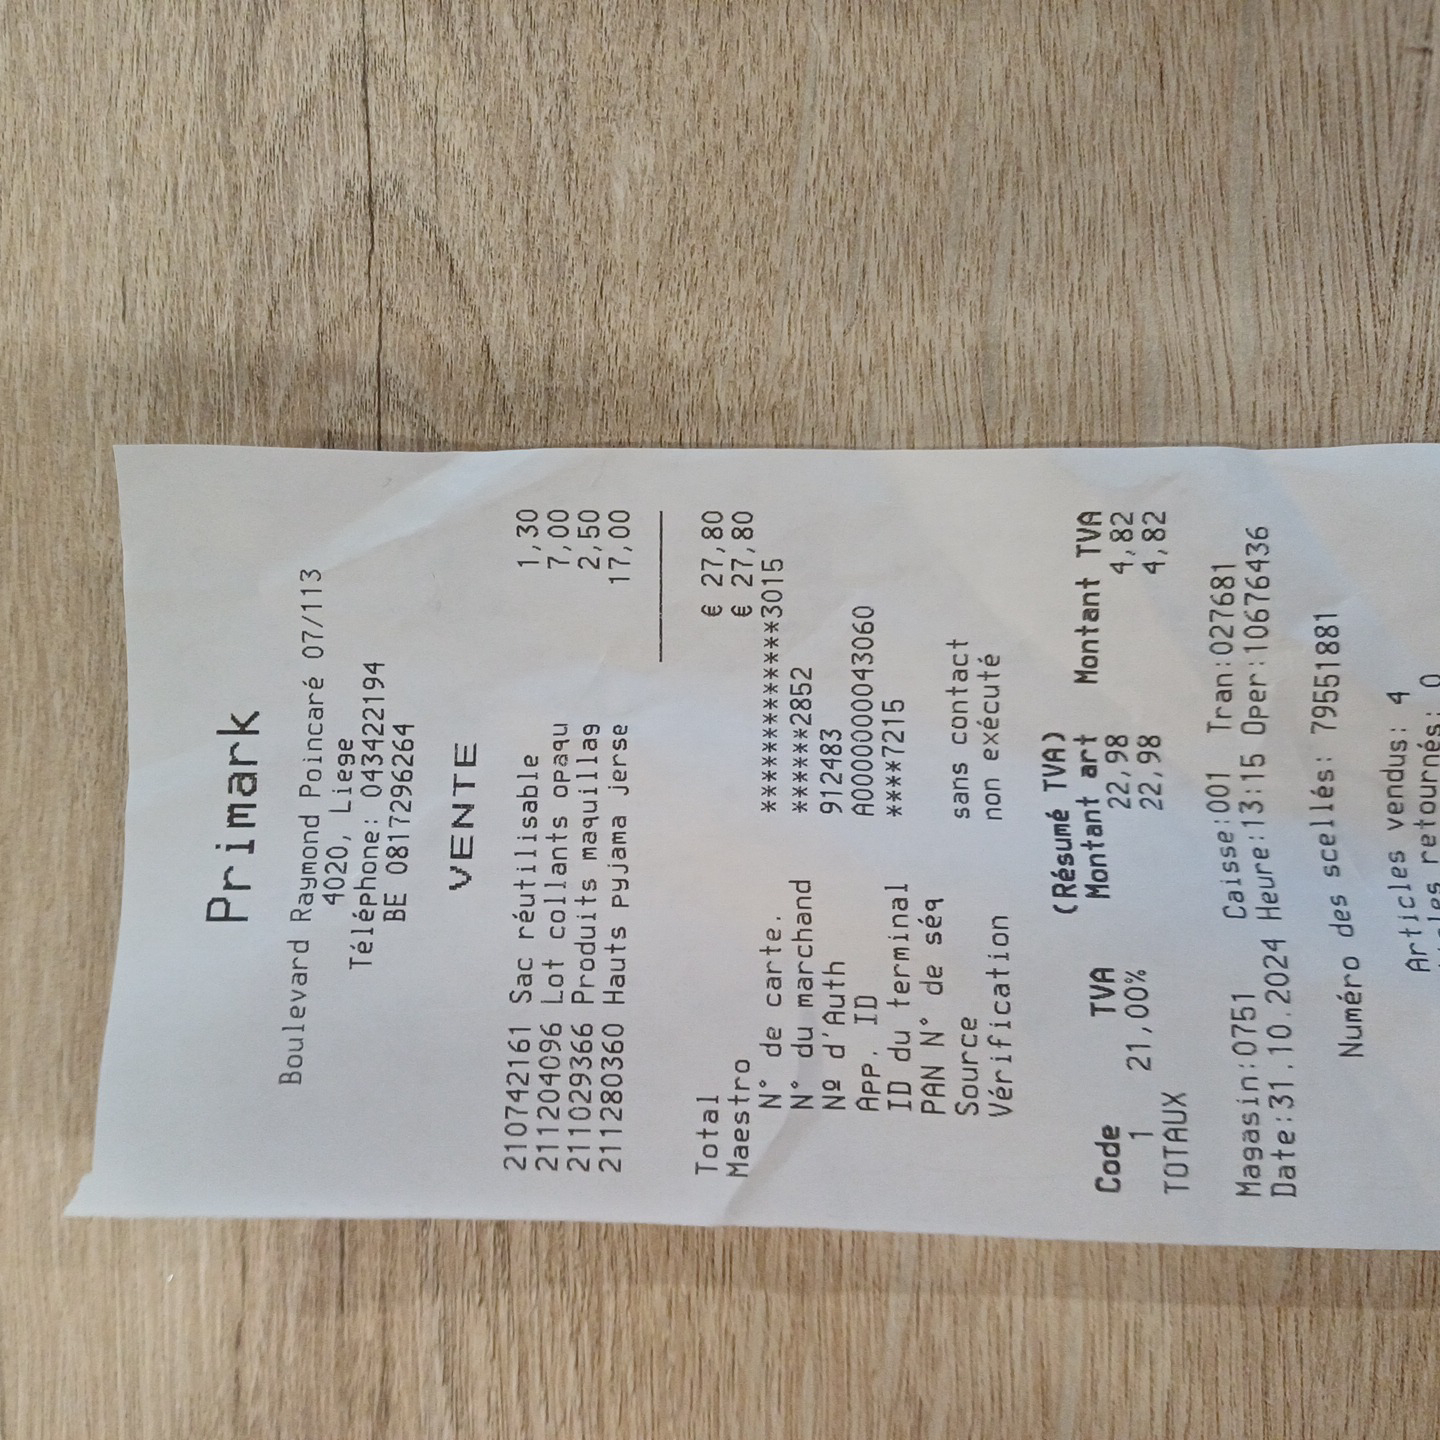 Primark
Boulevard Raymond Poincaré 07/113
4020, Liege
Téléphone: 043422194
BE 0817296264
VENTE
210742161 Sac réutilisable 1,30
211204096 Lot collants opaqu 7,00
211029366 Produits maquillag 2,50
211280360 Hauts pyjama jerse 17,00
Total € 27,80
Maestro € 27,80
N° de carte. ***************3015
N° du marchand ******2852
Nº d'Auth 912483
App. ID A0000000043060
ID du terminal ****7215
PAN N° de séq
Source sans contact
Vérification non exécuté
(Résumé TVA)
Code TVA Montant art Montant TVA
1 21,00% 22,98 4,82
TOTAUX 22,98 4,82
Magasin:0751 Caisse:001 Tran:027681
Date:31.10.2024 Heure:13:15 Oper:10676436
Numéro des scellés: 79551881
Articles vendus: 4
retournés: 0